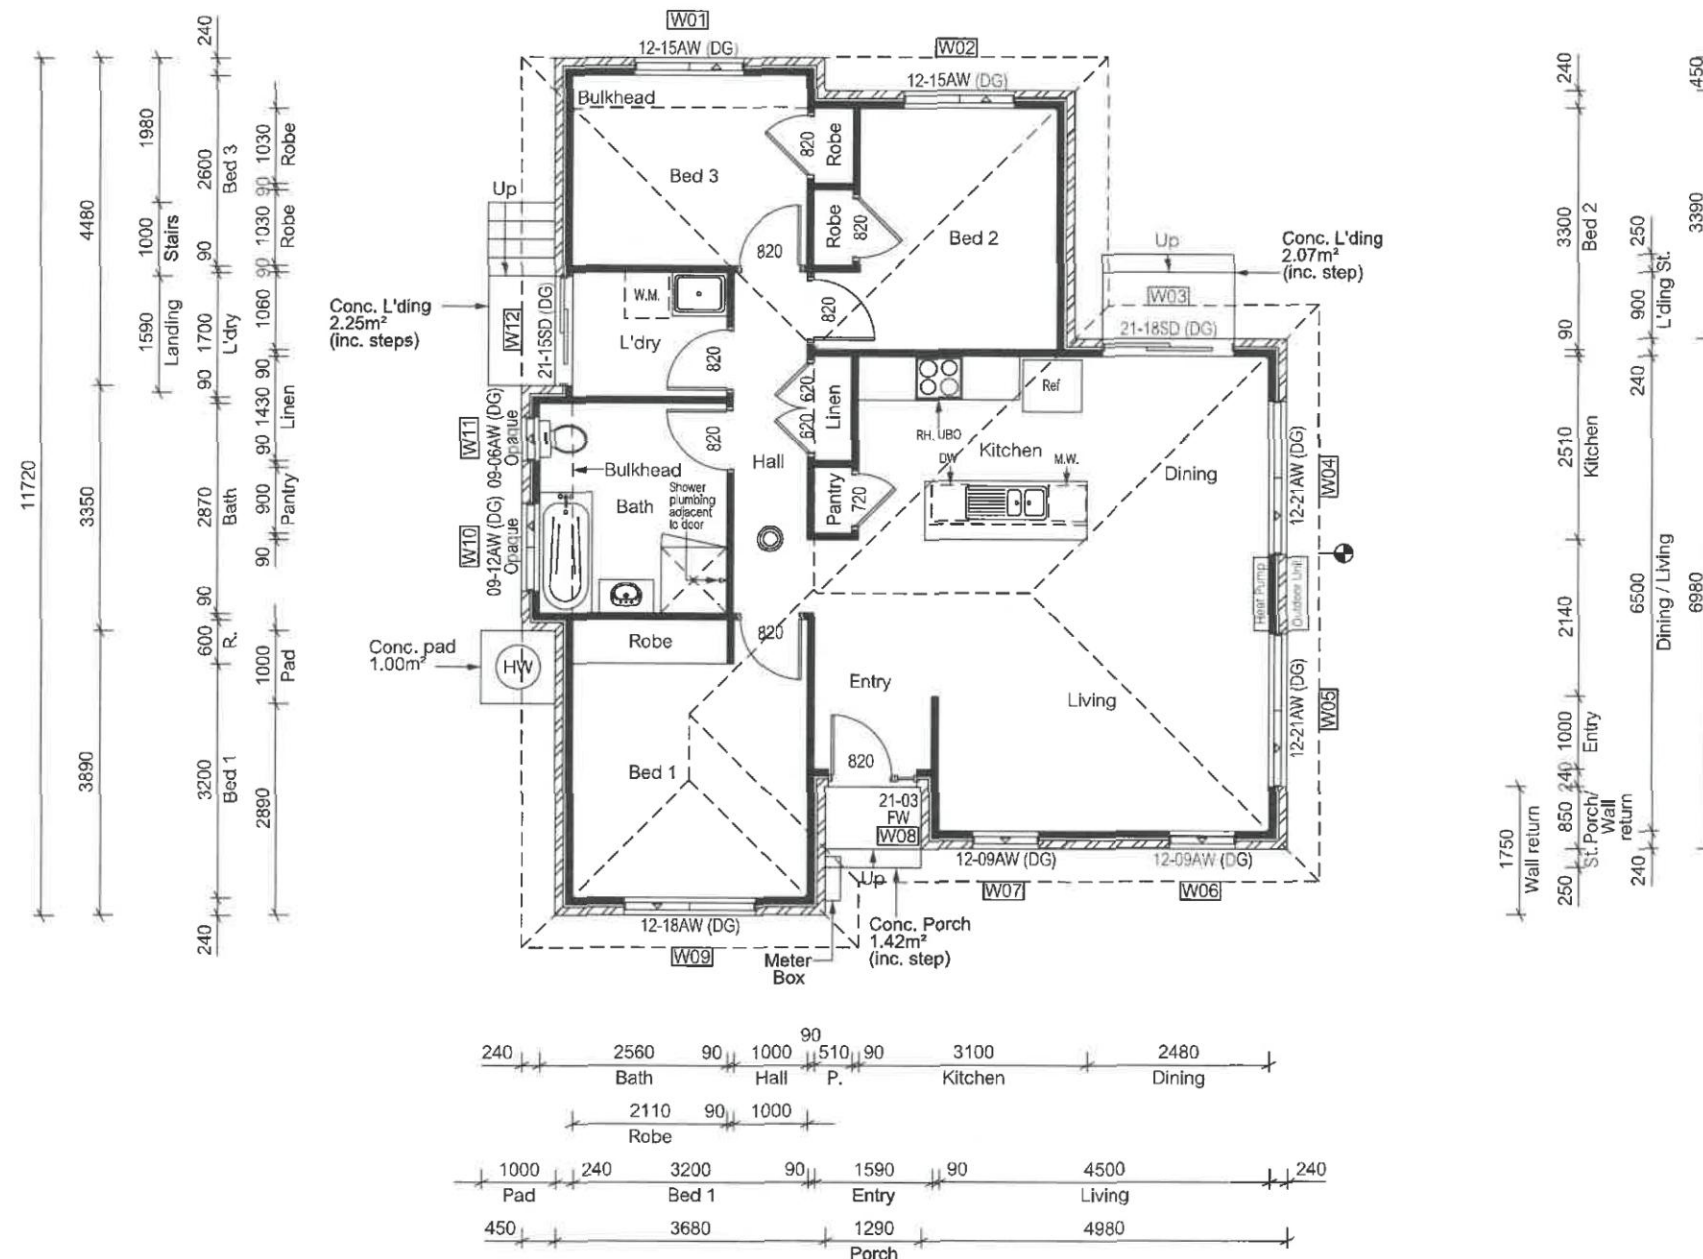 W01
12-15AW (DG)
W02
12-15AW (DG)
Bulkhead
Bed 3
820
Robe
Robe
820
Bed 2
820
820
Up
Up
Conc. L'ding
2.07m²
(inc. step)
W03
21-18SD (DG)
Conc. L'ding
2.25m²
(inc. steps)
W12
21-15SD (DG)
W.M.
L'dry
820
620
620
Linen
Ref
RH. UBO
Kitchen
DW
M.W.
Dining
W11
09-06AW (DG)
Opaque
820
Hall
Bulkhead
Bath
Shower
plumbing
adjacent
to door
Pantry
720
12-21AW (DG)
W04
W10
09-12AW (DG)
Opaque
Heat Pump
Outdoor Unit
Conc. pad
1.00m²
HW
Robe
820
Entry
Living
12-21AW (DG)
W05
Bed 1
820
21-03
FW
W08
Up
12-09AW (DG)
W07
12-09AW (DG)
W06
12-18AW (DG)
W09
Meter
Box
Conc. Porch
1.42m²
(inc. step)
11720
4480
3350
3890
1980
1000
Stairs
1590
Landing
240
2600
Bed 3
90
1700
L'dry
90
2870
Bath
90
600
R.
3200
Bed 1
240
1030
Robe
90
1030
Robe
90
1060
90
1430
Linen
90
900
Pantry
90
1000
Pad
2890
240
3300
Bed 2
90
2510
Kitchen
2140
1000
Entry
240
850
St. Porch/
Wall
return
250
1750
Wall return
250
St.
900
L'ding
240
6500
Dining / Living
240
450
3390
6980
240 2560 90 1000 90 510 90 3100 2480
Bath Hall P. Kitchen Dining
2110 90 1000
Robe
1000 240 3200 90 1590 90 4500 240
Pad Bed 1 Entry Living
450 3680 1290 4980
Porch